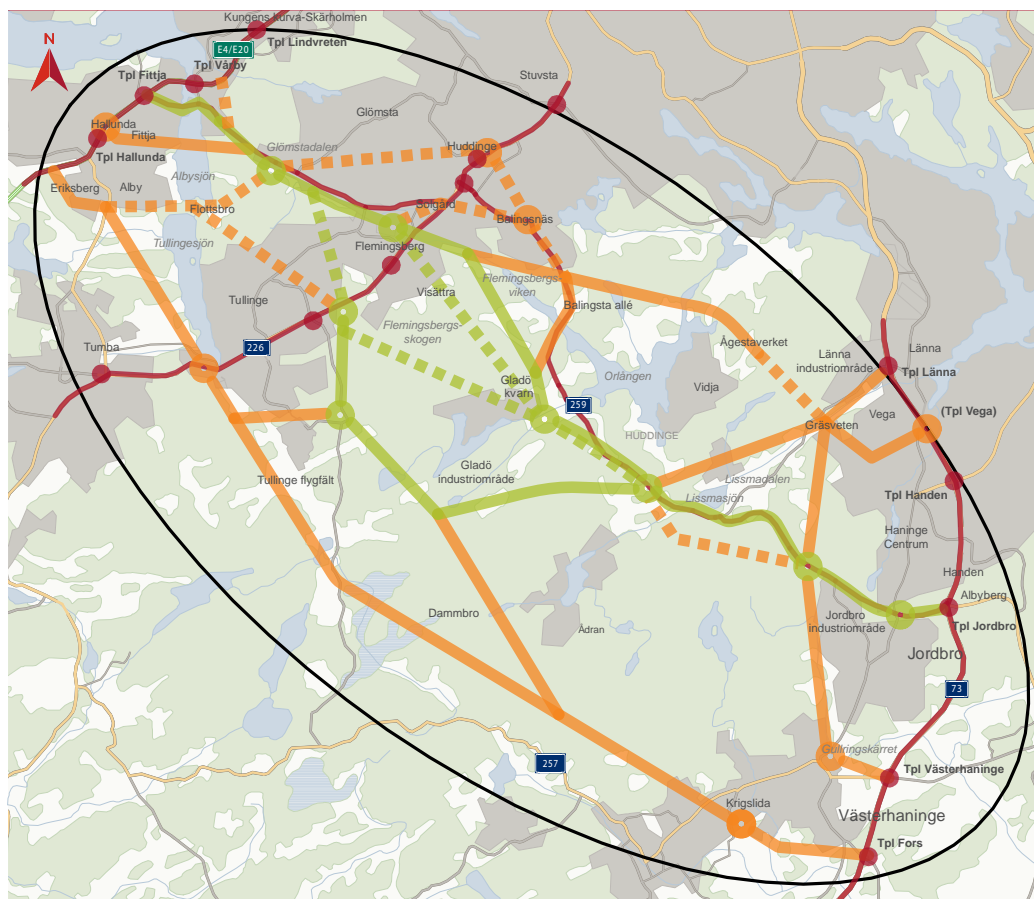 Kungens kurva-Skärholmen
N
Tpl Lindvreten
E4/E20
Tpl Vårby
Tpl Fittja
Stuvsta
Glömsta
Hallunda
Fittja
Huddinge
Glömstadalen
Tpl Hallunda
Albysjön
Eriksberg
Alby
Flottsbro
Solgård
Balingsnäs
Tullingesjön
Flemingsberg
Flemingsbergs-
viken
Visättra
Tullinge
Balingsta allé
Flemingsbergs-
skogen
Ågestaverket
Tumba
226
Länna
Länna
industriområde
Tpl Länna
Orlången
Gladö
kvarn
Vidja
259
Vega
(Tpl Vega)
Gräsveten
HUDDINGE
Gladö
industriområde
Tullinge flygfält
Lissmadalen
Lissmasjön
Tpl Handen
Haninge
Centrum
Handen
Albyberg
Dammbro
Ådran
Jordbro
industriområde
Tpl Jordbro
Jordbro
73
Gullringskärret
257
Tpl Västerhaninge
Krigslida
Västerhaninge
Tpl Fors